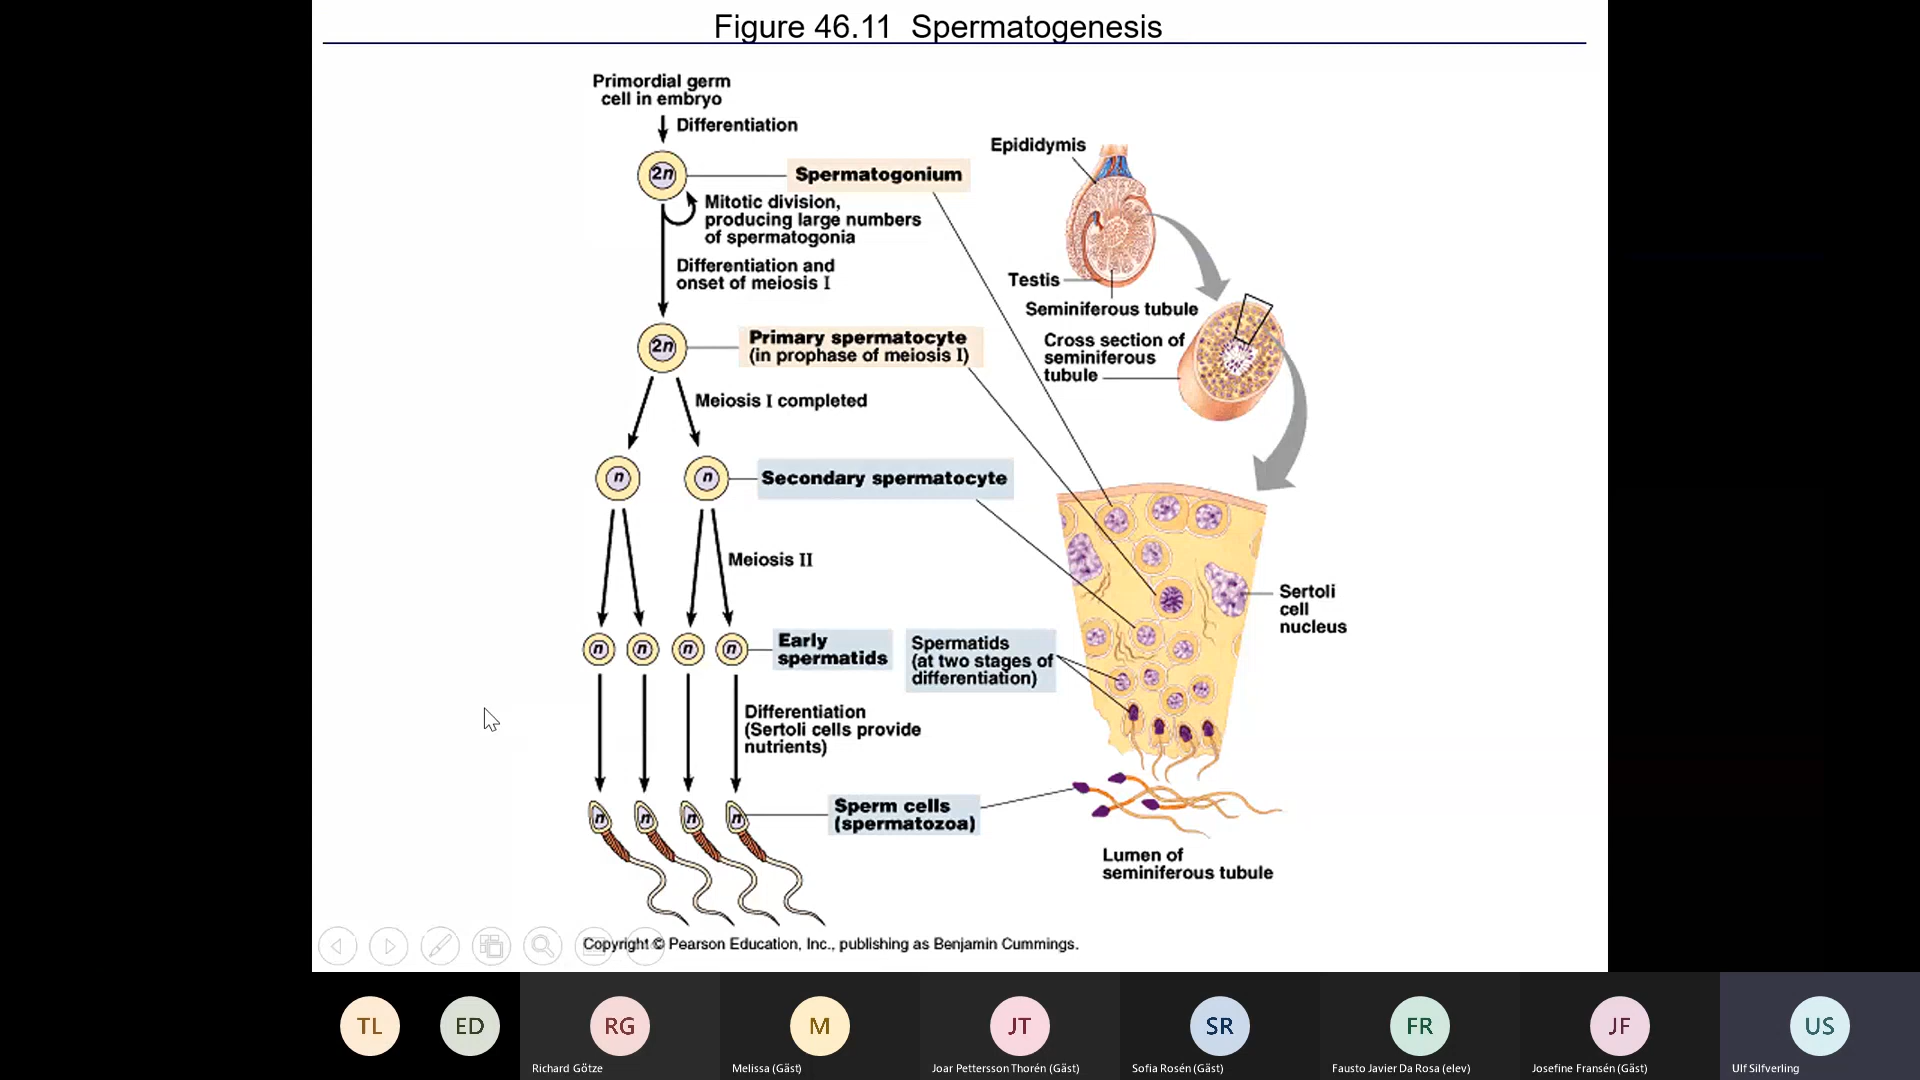 Figure 46.11  Spermatogenesis
Primordial germ
cell in embryo
Differentiation
2n
Spermatogonium
Mitotic division,
producing large numbers
of spermatogonia
Differentiation and
onset of meiosis I
2n
Primary spermatocyte
(in prophase of meiosis I)
Meiosis I completed
n
n
Secondary spermatocyte
Meiosis II
n
n
n
n
Early
spermatids
Differentiation
(Sertoli cells provide
nutrients)
n
n
n
n
Sperm cells
(spermatozoa)
Epididymis
Testis
Seminiferous tubule
Cross section of
seminiferous
tubule
Sertoli
cell
nucleus
Spermatids
(at two stages of
differentiation)
Lumen of
seminiferous tubule
Copyright © Pearson Education, Inc., publishing as Benjamin Cummings.
TL
ED
RG
M
JT
SR
FR
JF
US
Richard Götze
Melissa (Gäst)
Joar Pettersson Thorén (Gäst)
Sofia Rosén (Gäst)
Fausto Javier Da Rosa (elev)
Josefine Fransén (Gäst)
Ulf Silfverling